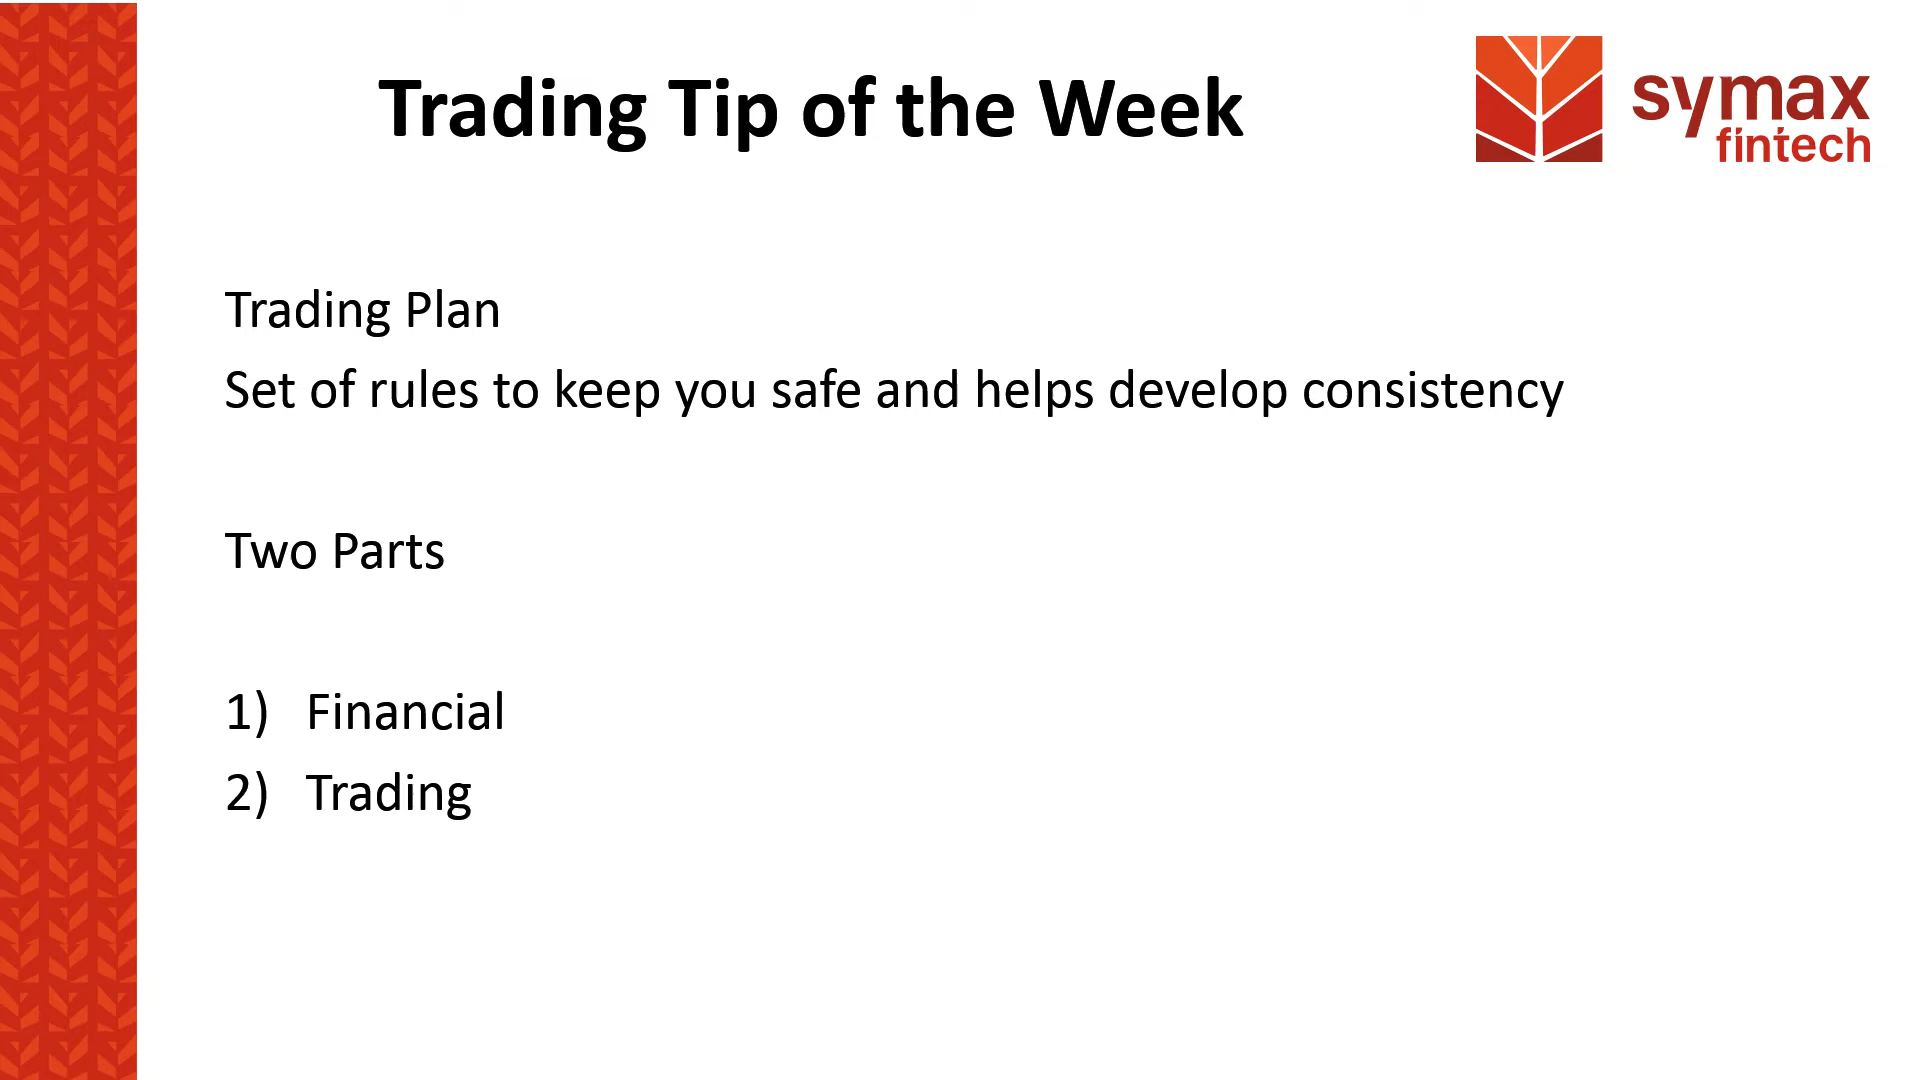 Trading Tip of the Week
symax
fintech
Trading Plan
Set of rules to keep you safe and helps develop consistency
Two Parts
1) Financial
2) Trading